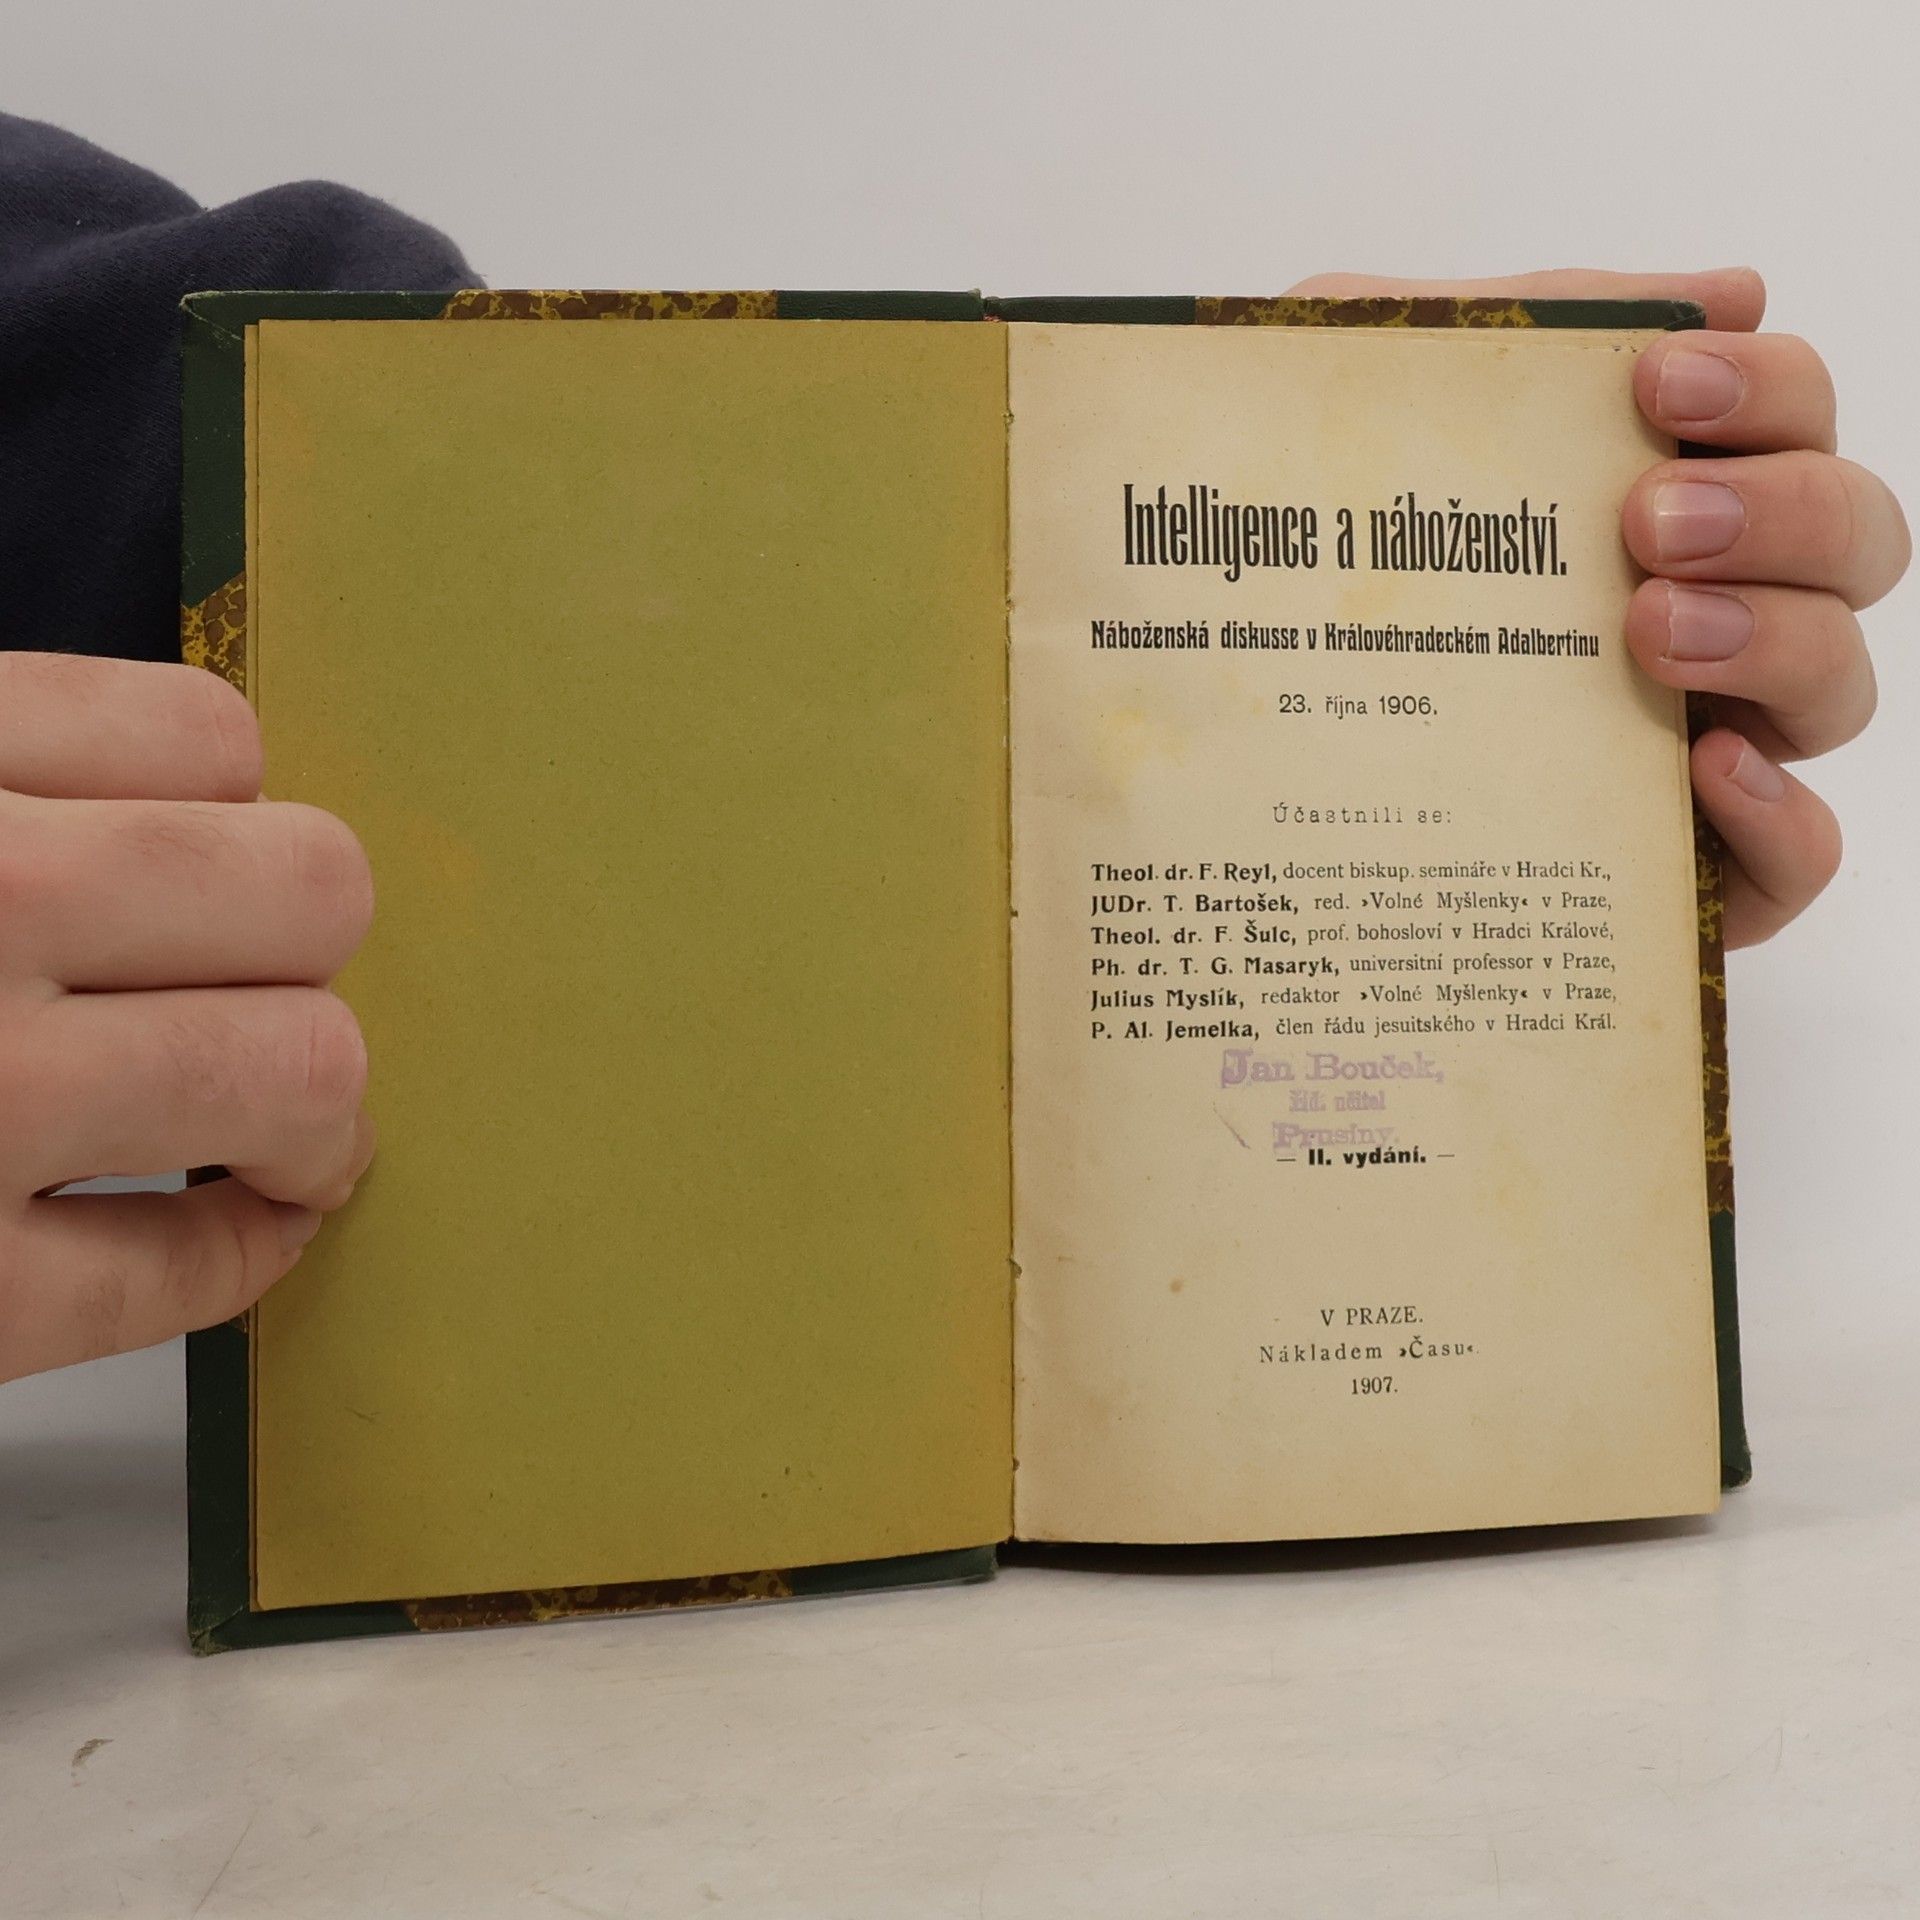 Intelligence a náboženství.
Náboženská diskusse v Královéhradeckém Adalbertinu
23. října 1906.
Účastnili se:
Theol. dr. F. Reyl, docent biskup. semináře v Hradci Kr.,
JUDr. T. Bartošek, red. »Volné Myšlenky« v Praze,
Theol. dr. F. Šulc, prof. bohosloví v Hradci Králové,
Ph. dr. T. G. Masaryk, universitní professor v Praze,
Julius Myslík, redaktor »Volné Myšlenky« v Praze,
P. Al. Jemelka, člen řádu jesuitského v Hradci Král.
Jan Bouček,
říd. učitel
Prusiny.
— II. vydání. —
V PRAZE.
Nákladem »Času«.
1907.